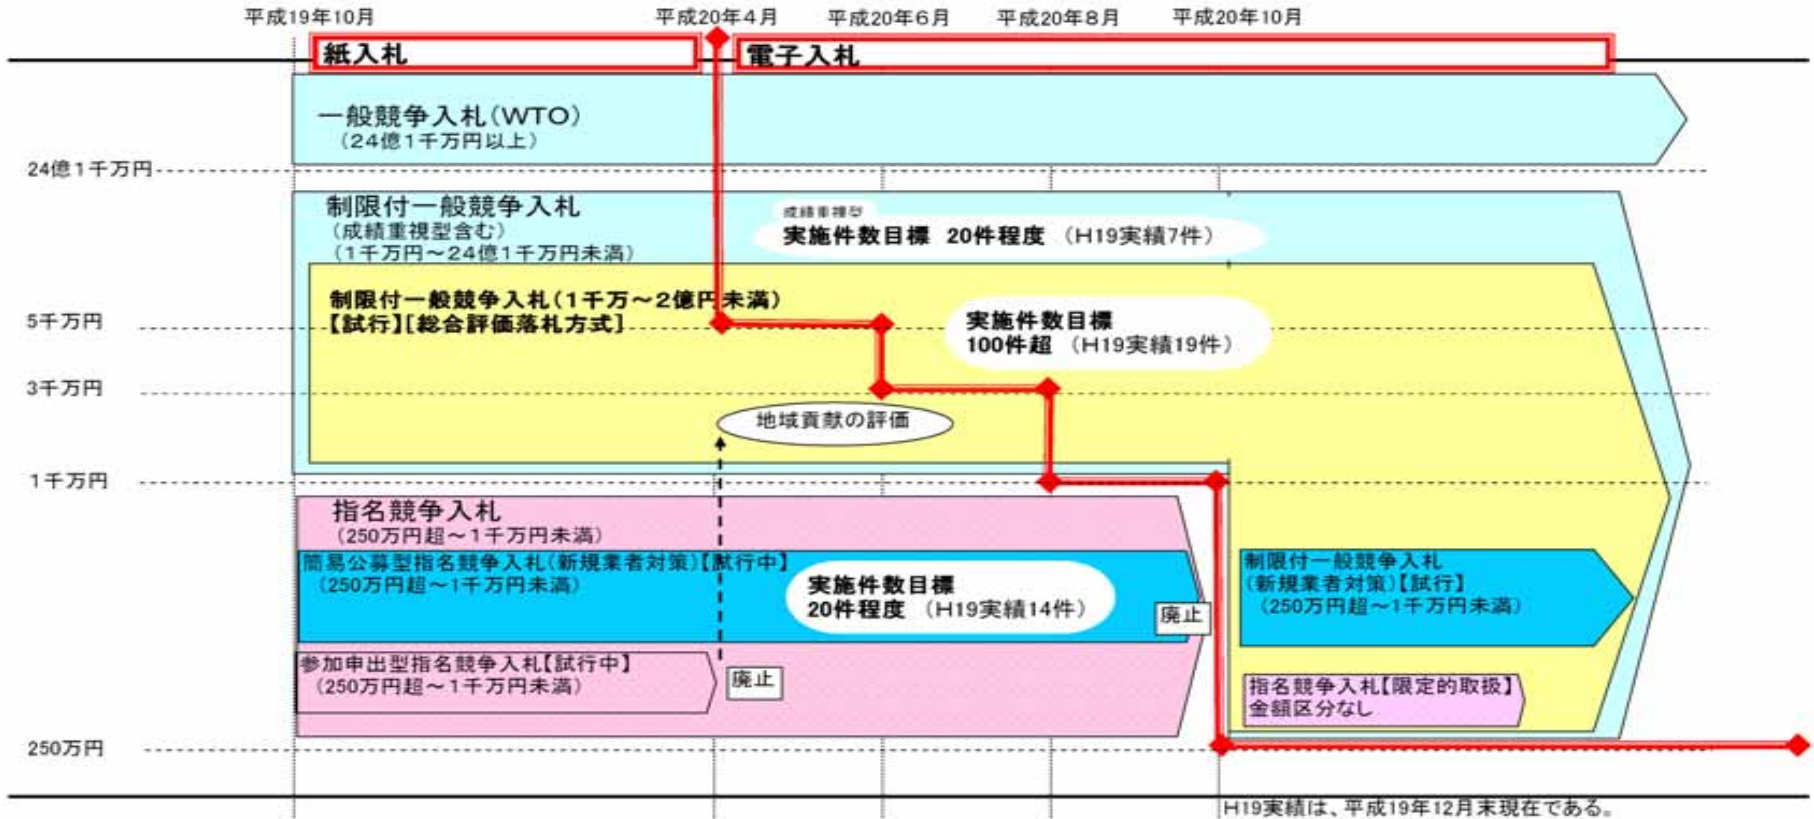 平成19年10月
平成20年4月
平成20年6月
平成20年8月
平成20年10月
紙入札
電子入札
一般競争入札(WTO)
(24億1千万円以上)
24億1千万円
制限付一般競争入札
(成績重視型含む)
(1千万円~24億1千万円未満)
成績重視型
実施件数目標 20件程度 (H19実績7件)
制限付一般競争入札(1千万~2億円未満)
【試行】[総合評価落札方式]
5千万円
実施件数目標
100件超 (H19実績19件)
3千万円
地域貢献の評価
1千万円
指名競争入札
(250万円超~1千万円未満)
簡易公募型指名競争入札(新規業者対策)【試行中】
(250万円超~1千万円未満)
実施件数目標
20件程度 (H19実績14件)
廃止
制限付一般競争入札
(新規業者対策)【試行】
(250万円超~1千万円未満)
参加申出型指名競争入札【試行中】
(250万円超~1千万円未満)
廃止
指名競争入札【限定的取扱】
金額区分なし
250万円
H19実績は、平成19年12月末現在である。